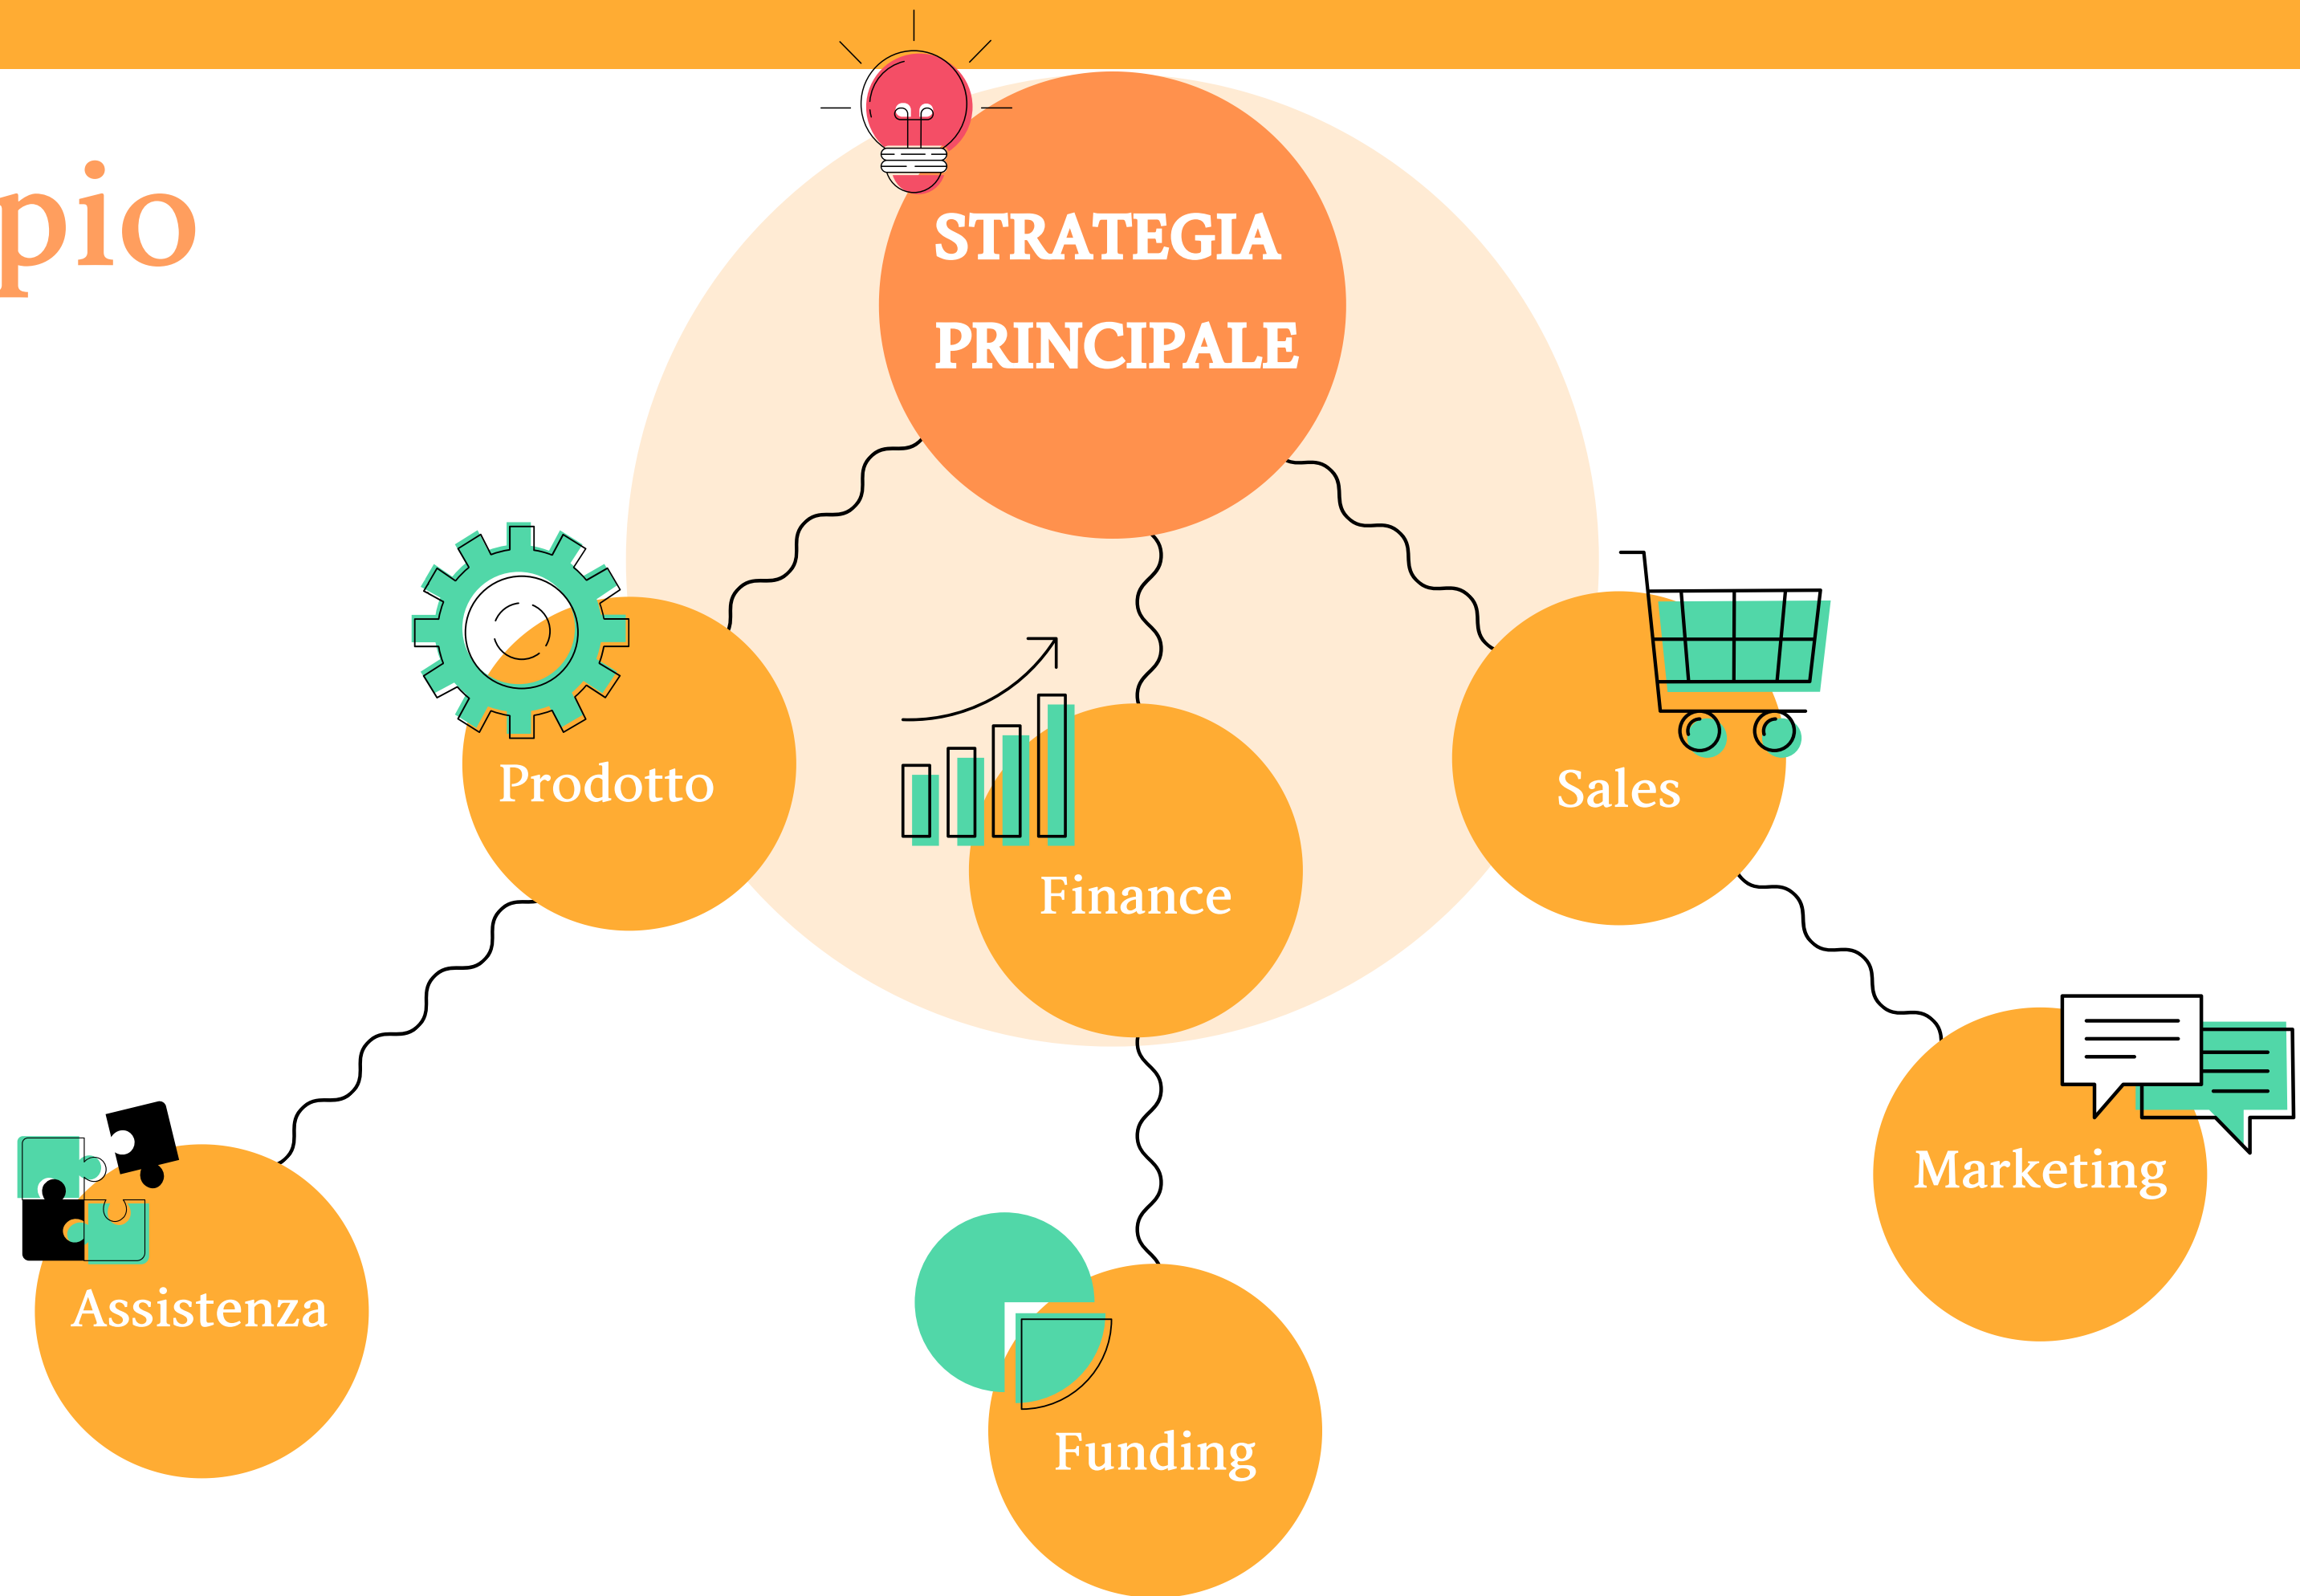 pio
STRATEGIA
PRINCIPALE
Prodotto
Sales
Finance
Marketing
Assistenza
Funding